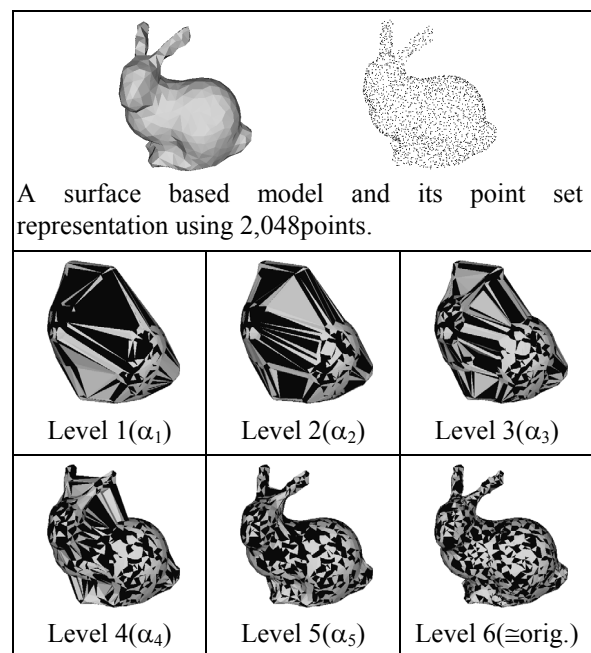 A surface based model and its point set
representation using 2,048points.
Level 1(α₁)
Level 2(α₂)
Level 3(α₃)
Level 4(α₄)
Level 5(α₅)
Level 6(≅orig.)